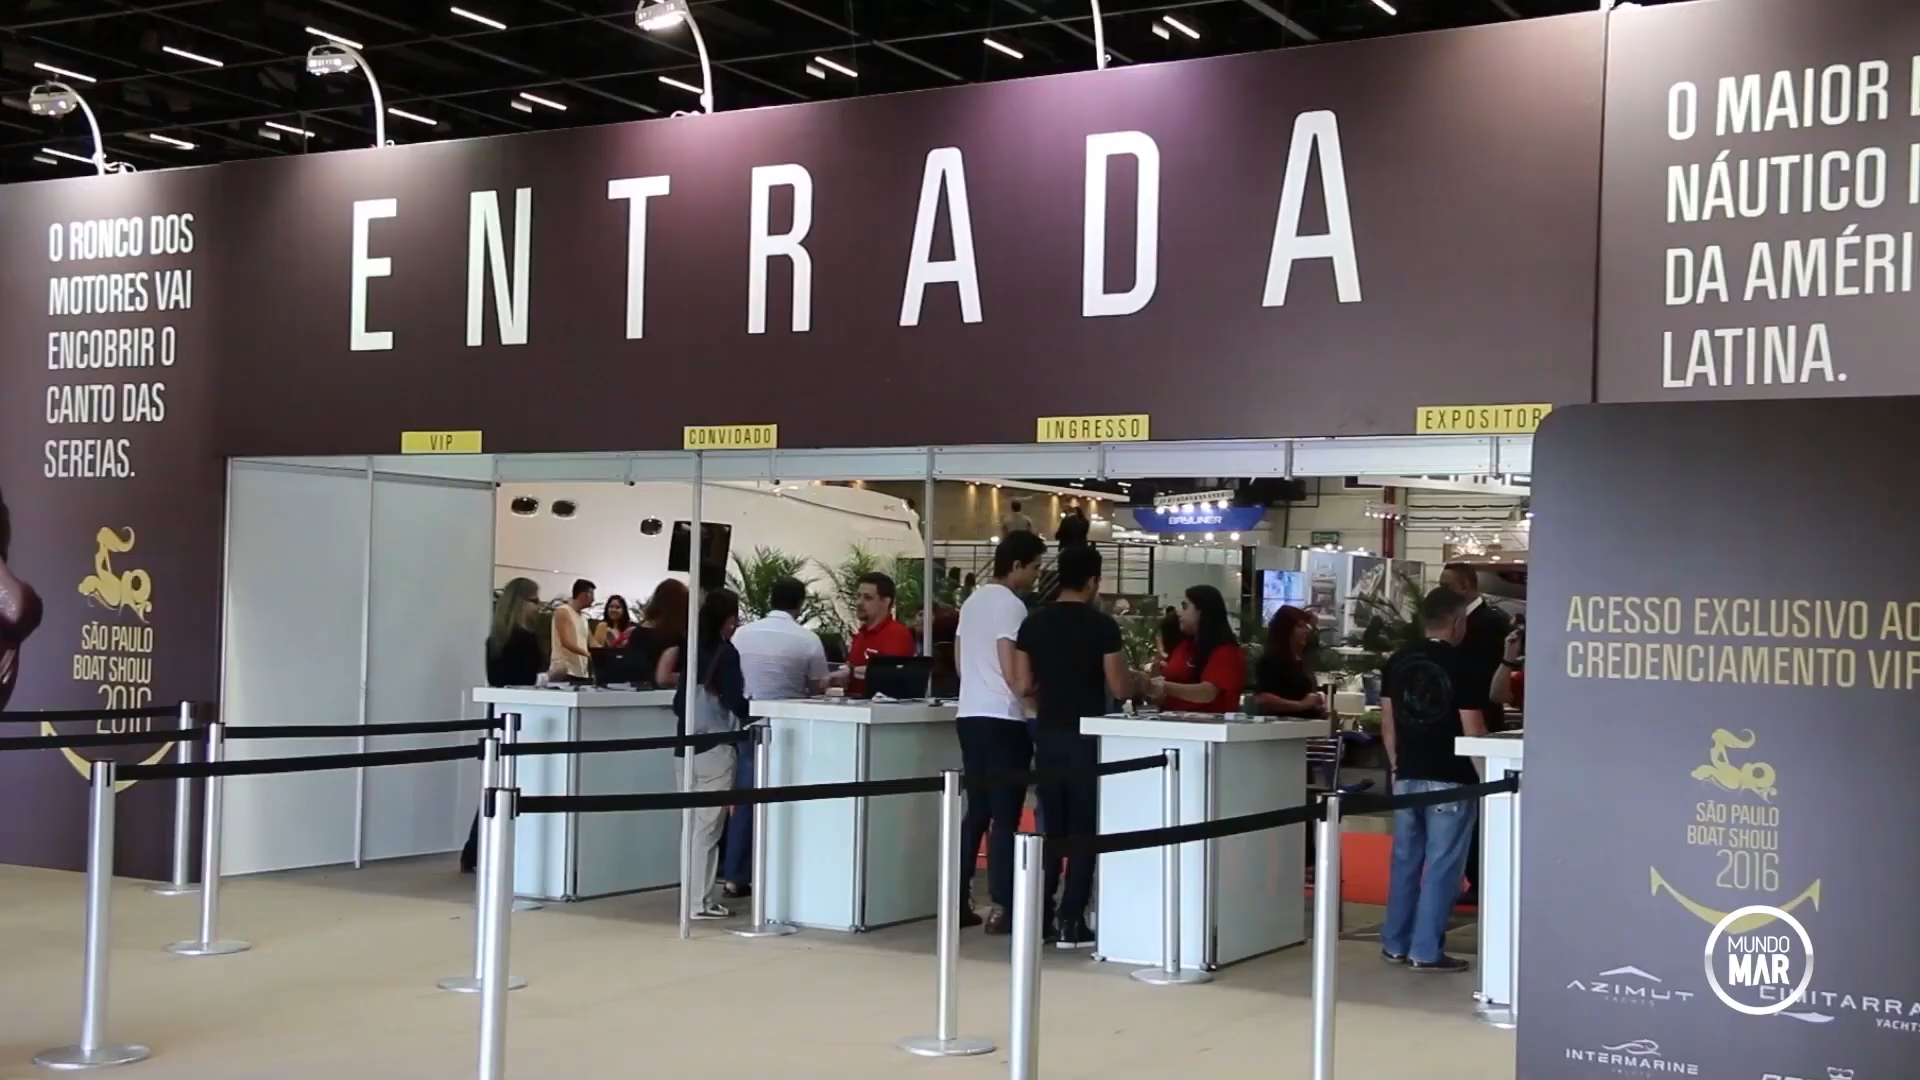 ENTRADA
O RONCO DOS
MOTORES VAI
ENCOBRIR O
CANTO DAS
SEREIAS.
SÃO PAULO
BOAT SHOW
2016
VIP
CONVIDADO
INGRESSO
EXPOSITOR
BAYLINER
O MAIOR
NÁUTICO
DA AMÉRI
LATINA.
ACESSO EXCLUSIVO AO
CREDENCIAMENTO VIP
SÃO PAULO
BOAT SHOW
2016
MUNDO
MAR
AZIMUT
YACHTS
CIMITARRA
YACHTS
INTERMARINE